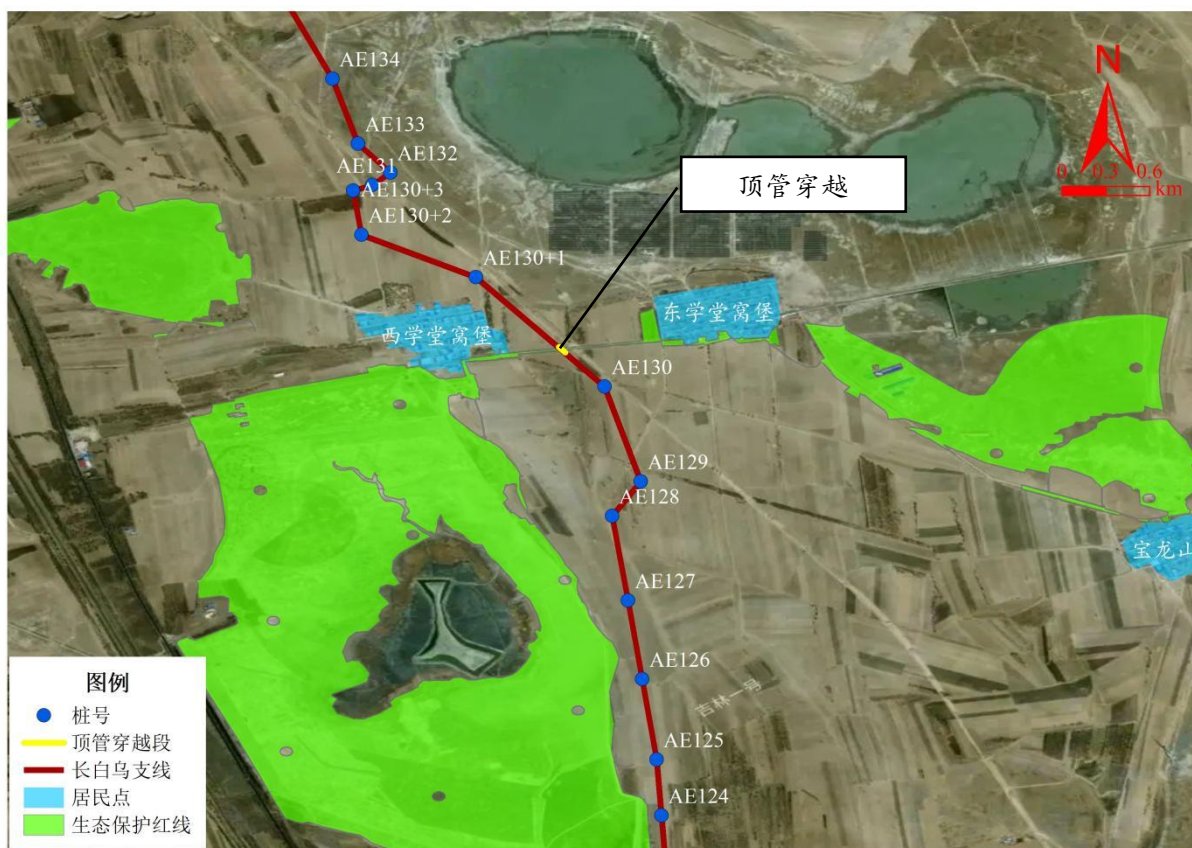 AE134
N
AE133
AE132
AE131
0 0.3 0.6
km
顶管穿越
AE130+3
AE130+2
AE130+1
东学堂窝堡
西学堂窝堡
AE130
AE129
AE128
宝龙山
AE127
AE126
吉林一号
AE125
AE124
图例
桩号
顶管穿越段
长白乌支线
居民点
生态保护红线